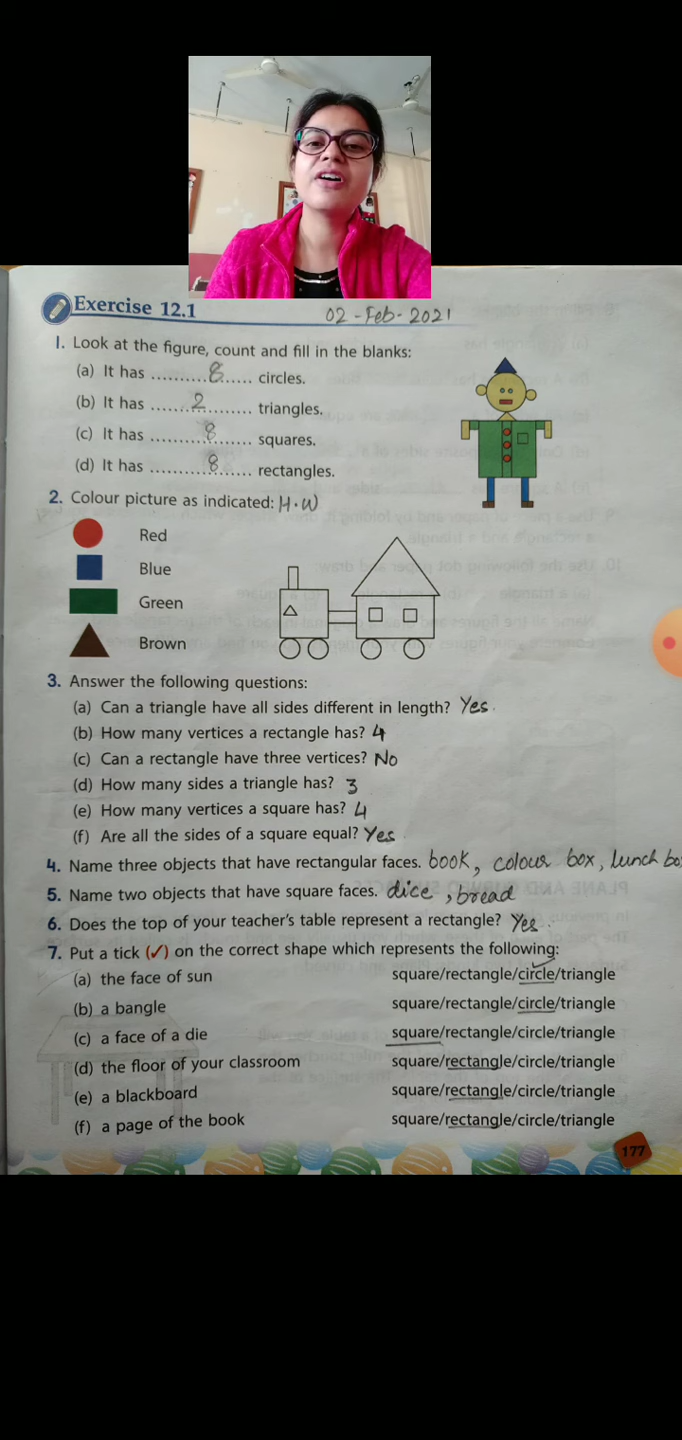 Exercise 12.1
02-Feb-2021
1. Look at the figure, count and fill in the blanks:
(a) It has ..........8...... circles.
(b) It has .......2........... triangles.
(c) It has ..........8........ squares.
(d) It has ..........8........ rectangles.
2. Colour picture as indicated: H.W
Red
Blue
Green
Brown
3. Answer the following questions:
(a) Can a triangle have all sides different in length? Yes.
(b) How many vertices a rectangle has? 4
(c) Can a rectangle have three vertices? No
(d) How many sides a triangle has? 3
(e) How many vertices a square has? 4
(f) Are all the sides of a square equal? Yes
4. Name three objects that have rectangular faces. book, colour box, lunch bo
5. Name two objects that have square faces. dice, bread
6. Does the top of your teacher's table represent a rectangle? Yes.
7. Put a tick (✓) on the correct shape which represents the following:
(a) the face of sun square/rectangle/circle/triangle
(b) a bangle square/rectangle/circle/triangle
(c) a face of a die square/rectangle/circle/triangle
(d) the floor of your classroom square/rectangle/circle/triangle
(e) a blackboard square/rectangle/circle/triangle
(f) a page of the book square/rectangle/circle/triangle
177